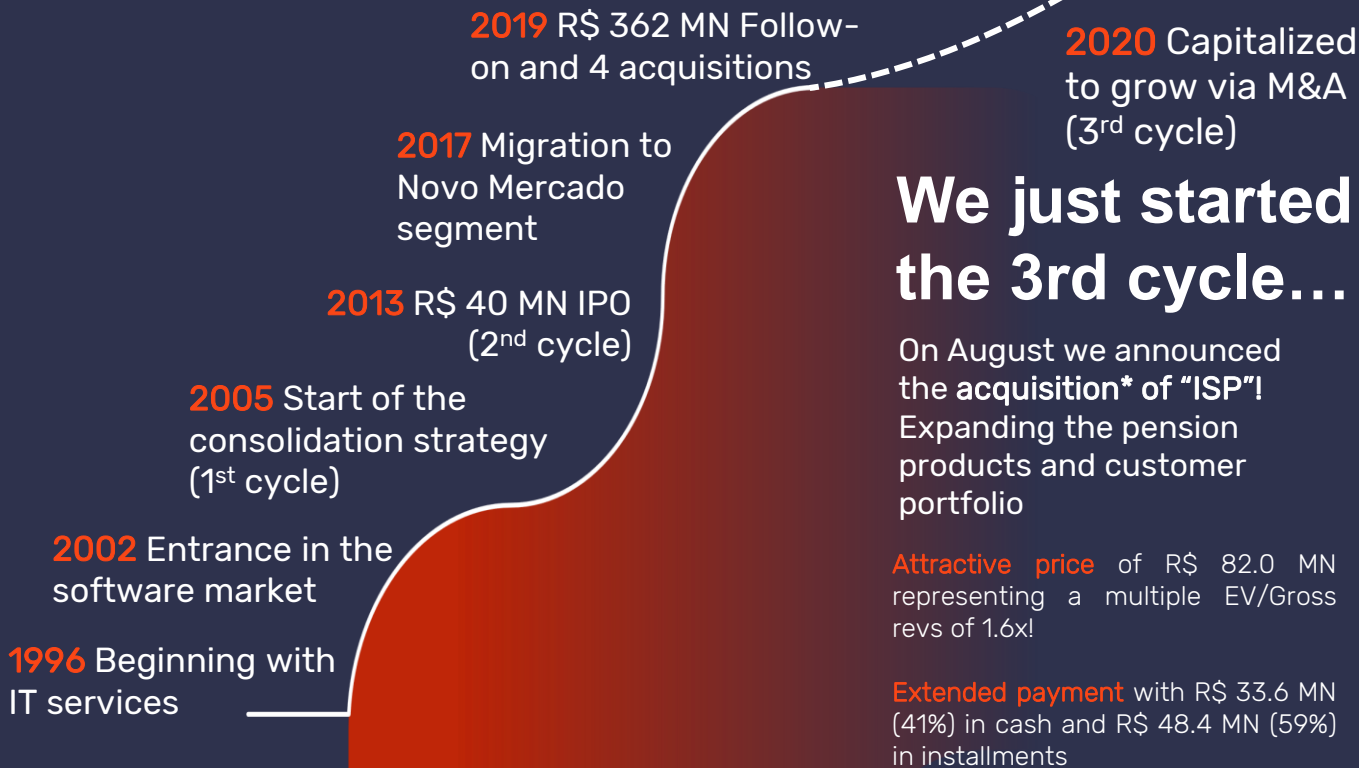 2019 R$ 362 MN Follow-
on and 4 acquisitions
2020 Capitalized
to grow via M&A
(3rd cycle)
2017 Migration to
Novo Mercado
segment
2013 R$ 40 MN IPO
(2nd cycle)
2005 Start of the
consolidation strategy
(1st cycle)
2002 Entrance in the
software market
1996 Beginning with
IT services
We just started
the 3rd cycle…
On August we announced
the acquisition* of “ISP”!
Expanding the pension
products and customer
portfolio
Attractive price of R$ 82.0 MN
representing a multiple EV/Gross
revs of 1.6x!
Extended payment with R$ 33.6 MN
(41%) in cash and R$ 48.4 MN (59%)
in installments